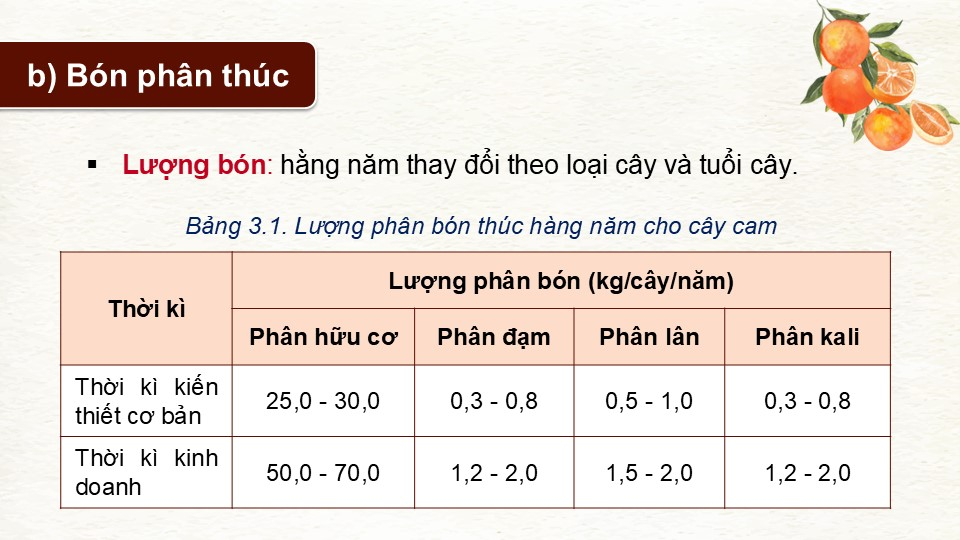 b) Bón phân thúc
▪ Lượng bón: hằng năm thay đổi theo loại cây và tuổi cây.
Bảng 3.1. Lượng phân bón thúc hàng năm cho cây cam
Thời kì
Lượng phân bón (kg/cây/năm)
Phân hữu cơ Phân đạm Phân lân Phân kali
Thời kì kiến
thiết cơ bản
25,0 - 30,0 0,3 - 0,8 0,5 - 1,0 0,3 - 0,8
Thời kì kinh
doanh
50,0 - 70,0 1,2 - 2,0 1,5 - 2,0 1,2 - 2,0